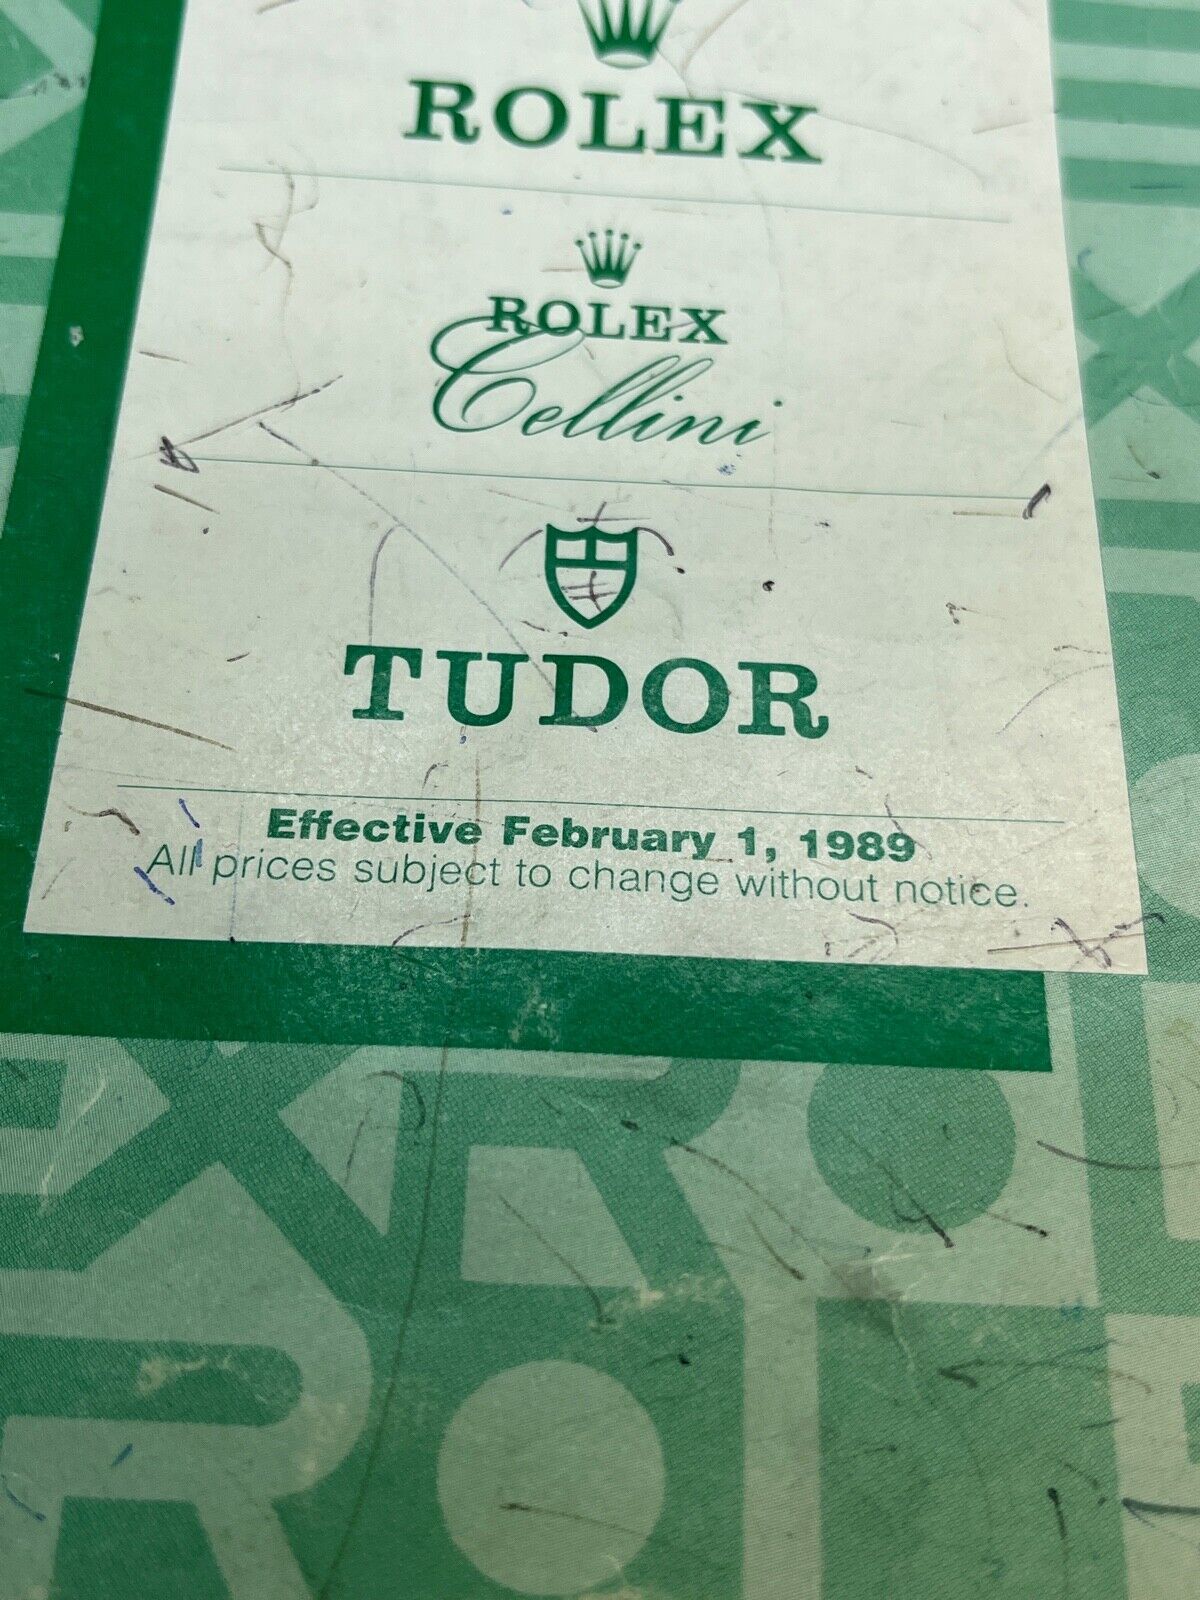 ROLEX
ROLEX
Cellini
TUDOR
Effective February 1, 1989
All prices subject to change without notice.